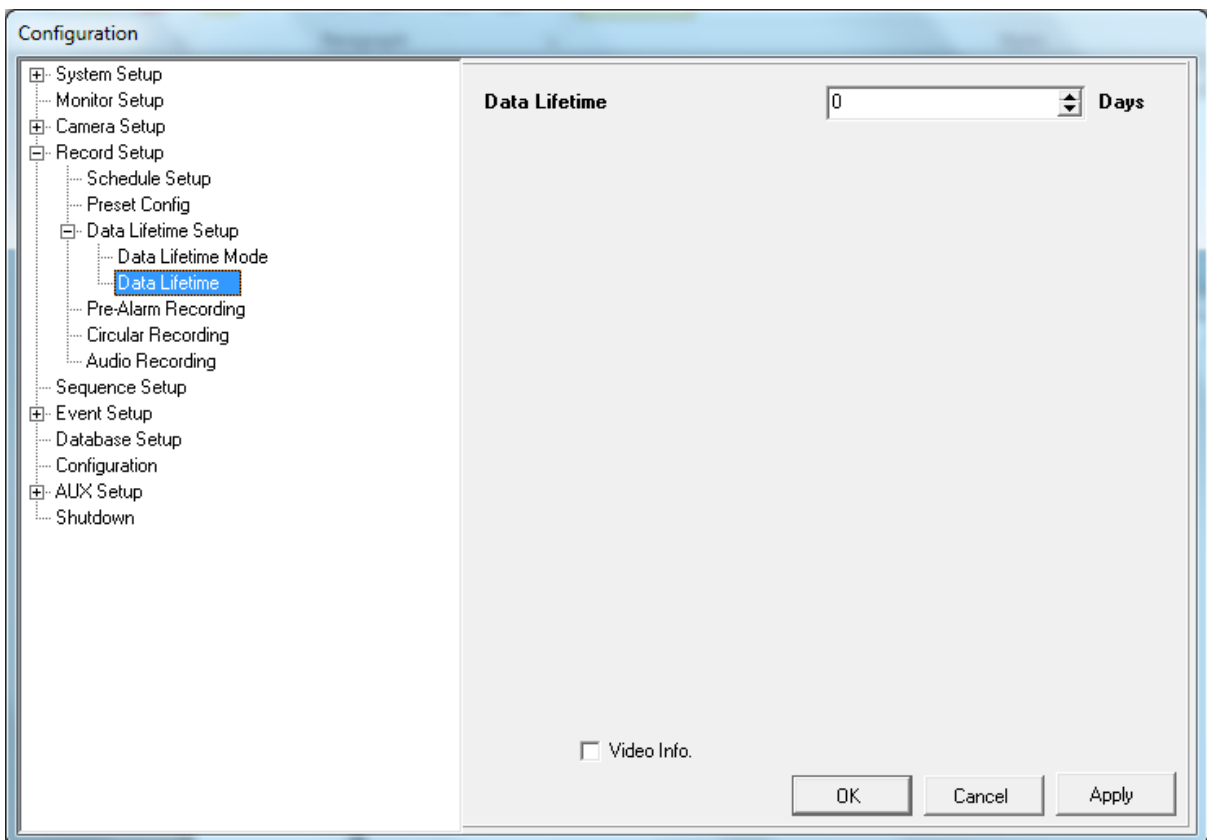 Configuration
System Setup
Monitor Setup
Camera Setup
Record Setup
Schedule Setup
Preset Config
Data Lifetime Setup
Data Lifetime Mode
Data Lifetime
Pre-Alarm Recording
Circular Recording
Audio Recording
Sequence Setup
Event Setup
Database Setup
Configuration
AUX Setup
Shutdown
Data Lifetime 0 Days
Video Info.
OK Cancel Apply